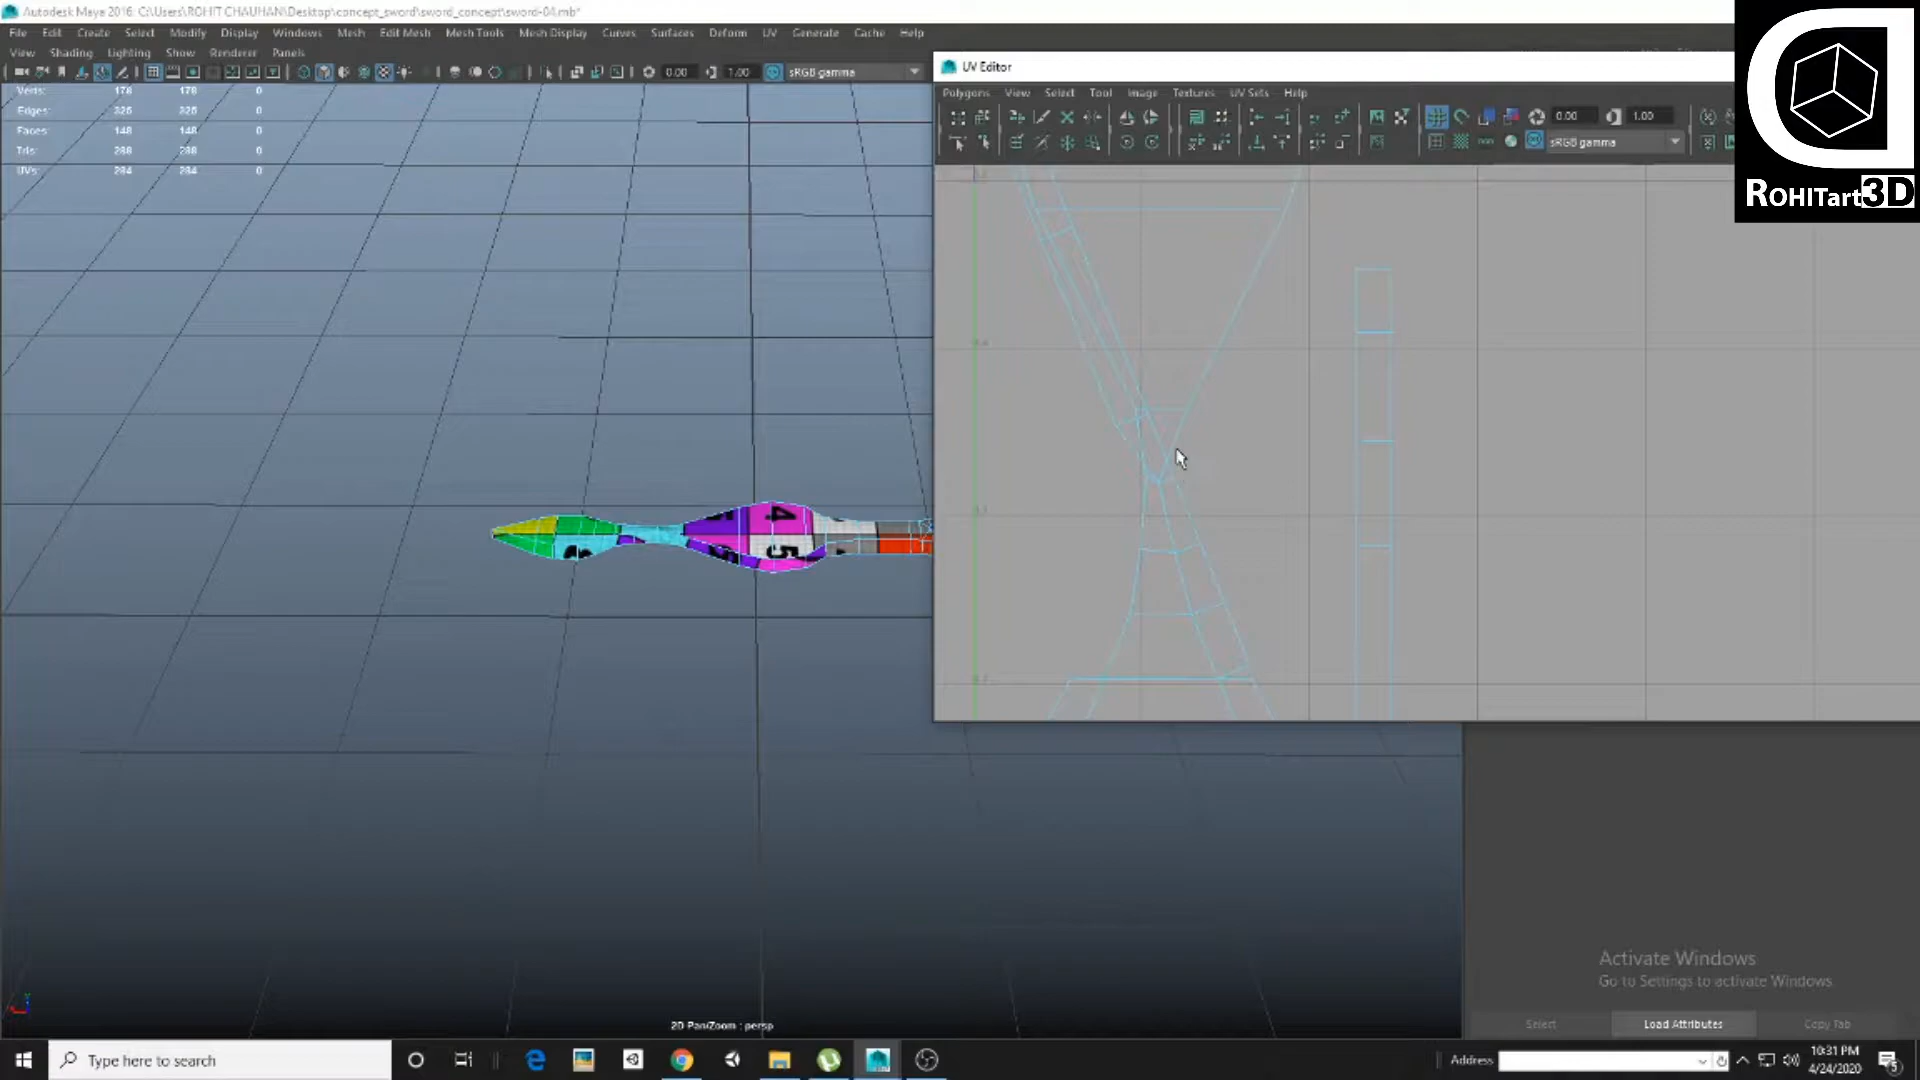 Autodesk Maya 2016: C:\Users\ROHIT CHAUHAN\Desktop\concept_sword\sword_concept\sword-04.mb*
File Edit Create Select Modify Display Windows Mesh Edit Mesh Mesh Tools Mesh Display Curves Surfaces Deform UV Generate Cache Help
View Shading Lighting Show Renderer Panels
0.00 1.00 sRGB gamma
Verts: 178 178 0
Edges: 326 326 0
Faces: 148 148 0
Tris: 288 288 0
UVs: 284 284 0
UV Editor
Polygons View Select Tool Image Textures UV Sets Help
0.00 1.00
sRGB gamma
ROHITart3D
4
5
2D Pan/Zoom : persp
Activate Windows
Go to Settings to activate Windows.
Select Load Attributes Copy Tab
Type here to search
Address
10:31 PM
4/24/2020
5